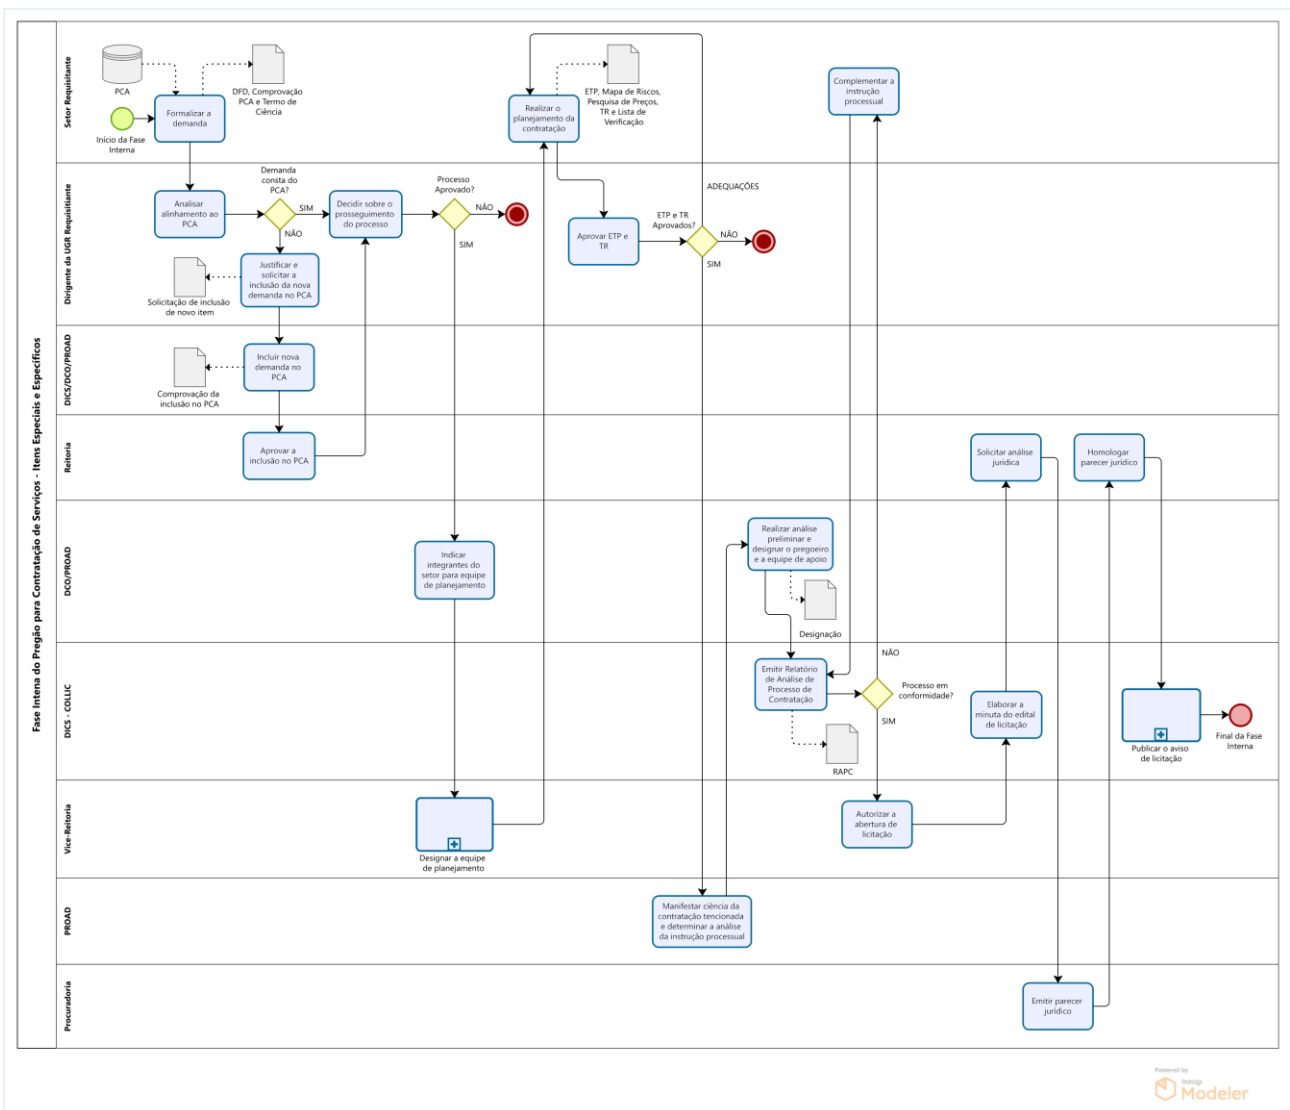 Fase Intena do Pregão para Contratação de Serviços - Itens Especiais e Específicos
Setor Requisitante
PCA
Início da Fase
Interna
Formalizar a
demanda
DFD, Comprovação
PCA e Termo de
Ciência
Realizar o
planejamento da
contratação
ETP, Mapa de Riscos,
Pesquisa de Preços,
TR e Lista de
Verificação
Complementar a
instrução
processual
Dirigente da UGR Requisitiante
Analisar
alinhamento ao
PCA
Demanda
consta do
PCA?
SIM
NÃO
Decidir sobre o
prosseguimento
do processo
Processo
Aprovado?
NÃO
SIM
Justificar e
solicitar a
inclusão da nova
demanda no PCA
Solicitação de inclusão
de novo item
Aprovar ETP e
TR
ETP e TR
Aprovados?
ADEQUAÇÕES
NÃO
SIM
DICS/DCO/PROAD
Incluir nova
demanda no
PCA
Comprovação da
inclusão no PCA
Reitoria
Aprovar a
inclusão no PCA
Solicitar análise
jurídica
Homologar
parecer jurídico
DCO/PROAD
Indicar
integrantes do
setor para equipe
de planejamento
Realizar análise
preliminar e
designar o pregoeiro
e a equipe de apoio
Designação
DICS - COLLIC
Emitir Relatório
de Análise de
Processo de
Contratação
RAPC
NÃO
Processo em
conformidade?
SIM
Elaborar a
minuta do edital
de licitação
Publicar o aviso
de licitação
Final da Fase
Interna
Vice-Reitoria
Designar a equipe
de planejamento
Autorizar a
abertura de
licitação
PROAD
Manifestar ciência da
contratação tencionada
e determinar a análise
da instrução processual
Procuradoria
Emitir parecer
jurídico
Powered by
bizagi
Modeler